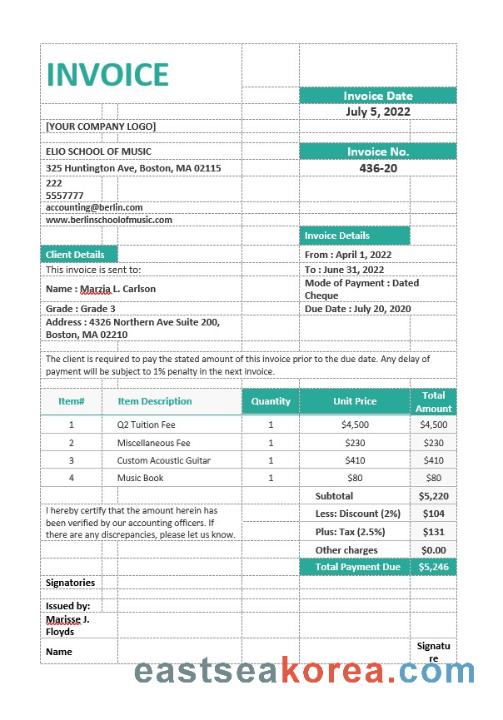 INVOICE
Invoice Date
July 5, 2022
[YOUR COMPANY LOGO]
ELIO SCHOOL OF MUSIC
Invoice No.
325 Huntington Ave, Boston, MA 02115
436-20
222
5557777
accounting@berlin.com
www.berlinschoolofmusic.com
Invoice Details
Client Details
From : April 1, 2022
This invoice is sent to:
To : June 31, 2022
Name : Marzia L. Carlson
Mode of Payment : Dated
Cheque
Grade : Grade 3
Due Date : July 20, 2020
Address : 4326 Northern Ave Suite 200,
Boston, MA 02210
The client is required to pay the stated amount of this invoice prior to the due date. Any delay of
payment will be subject to 1% penalty in the next invoice.
Item# Item Description Quantity Unit Price Total Amount
1 Q2 Tuition Fee 1 $4,500 $4,500
2 Miscellaneous Fee 1 $230 $230
3 Custom Acoustic Guitar 1 $410 $410
4 Music Book 1 $80 $80
Subtotal $5,220
I hereby certify that the amount herein has
been verified by our accounting officers. If
there are any discrepancies, please let us know.
Less: Discount (2%) $104
Plus: Tax (2.5%) $131
Other charges $0.00
Total Payment Due $5,246
Signatories
Issued by:
Marisse J.
Floyds
Name
Signatu
re
eastseakorea.com